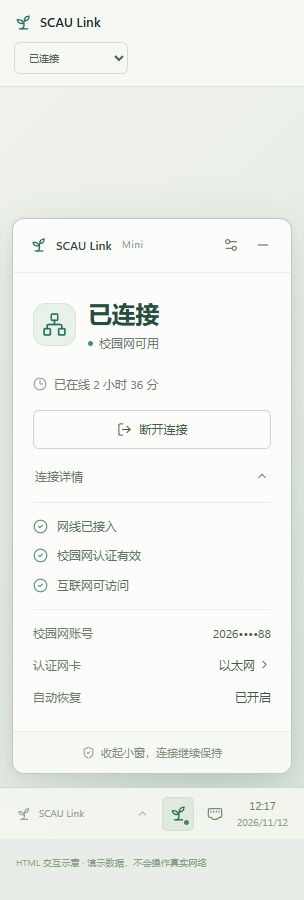 SCAU Link
已连接
SCAU Link Mini
已连接
校园网可用
已在线 2 小时 36 分
断开连接
连接详情
网线已接入
校园网认证有效
互联网可访问
校园网账号 2026••••88
认证网卡 以太网
自动恢复 已开启
收起小窗，连接继续保持
SCAU Link
12:17
2026/11/12
HTML 交互示意 · 演示数据，不会操作真实网络